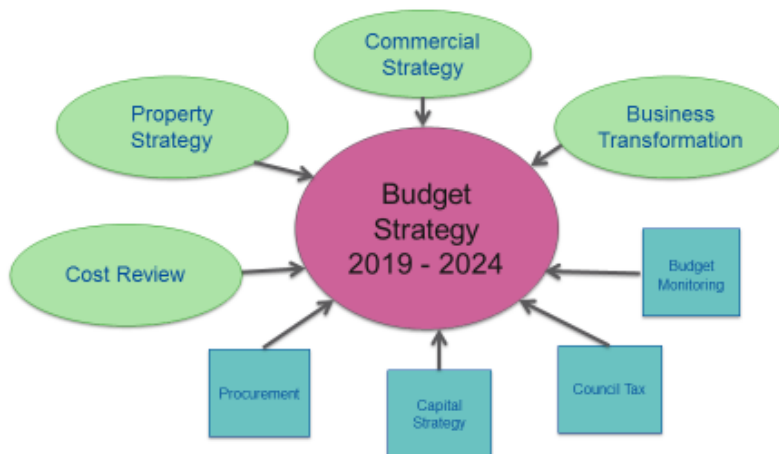 Commercial
Strategy
Property
Strategy
Business
Transformation
Budget
Strategy
2019 - 2024
Cost Review
Budget
Monitoring
Procurement
Capital
Strategy
Council Tax